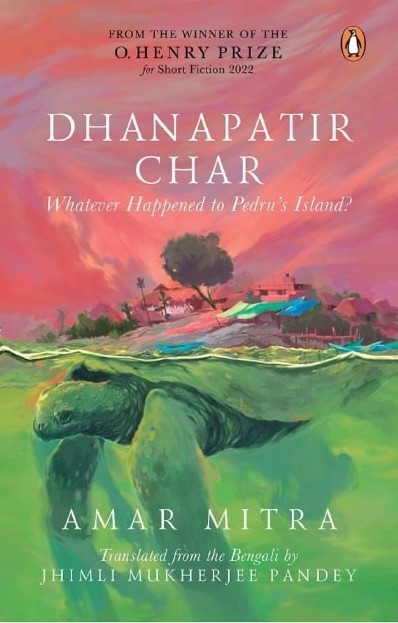 FROM THE WINNER OF THE
O. HENRY PRIZE
for Short Fiction 2022
DHANAPATIR
CHAR
Whatever Happened to Pedru's Island?
AMAR MITRA
Translated from the Bengali by
JHIMLI MUKHERJEE PANDEY